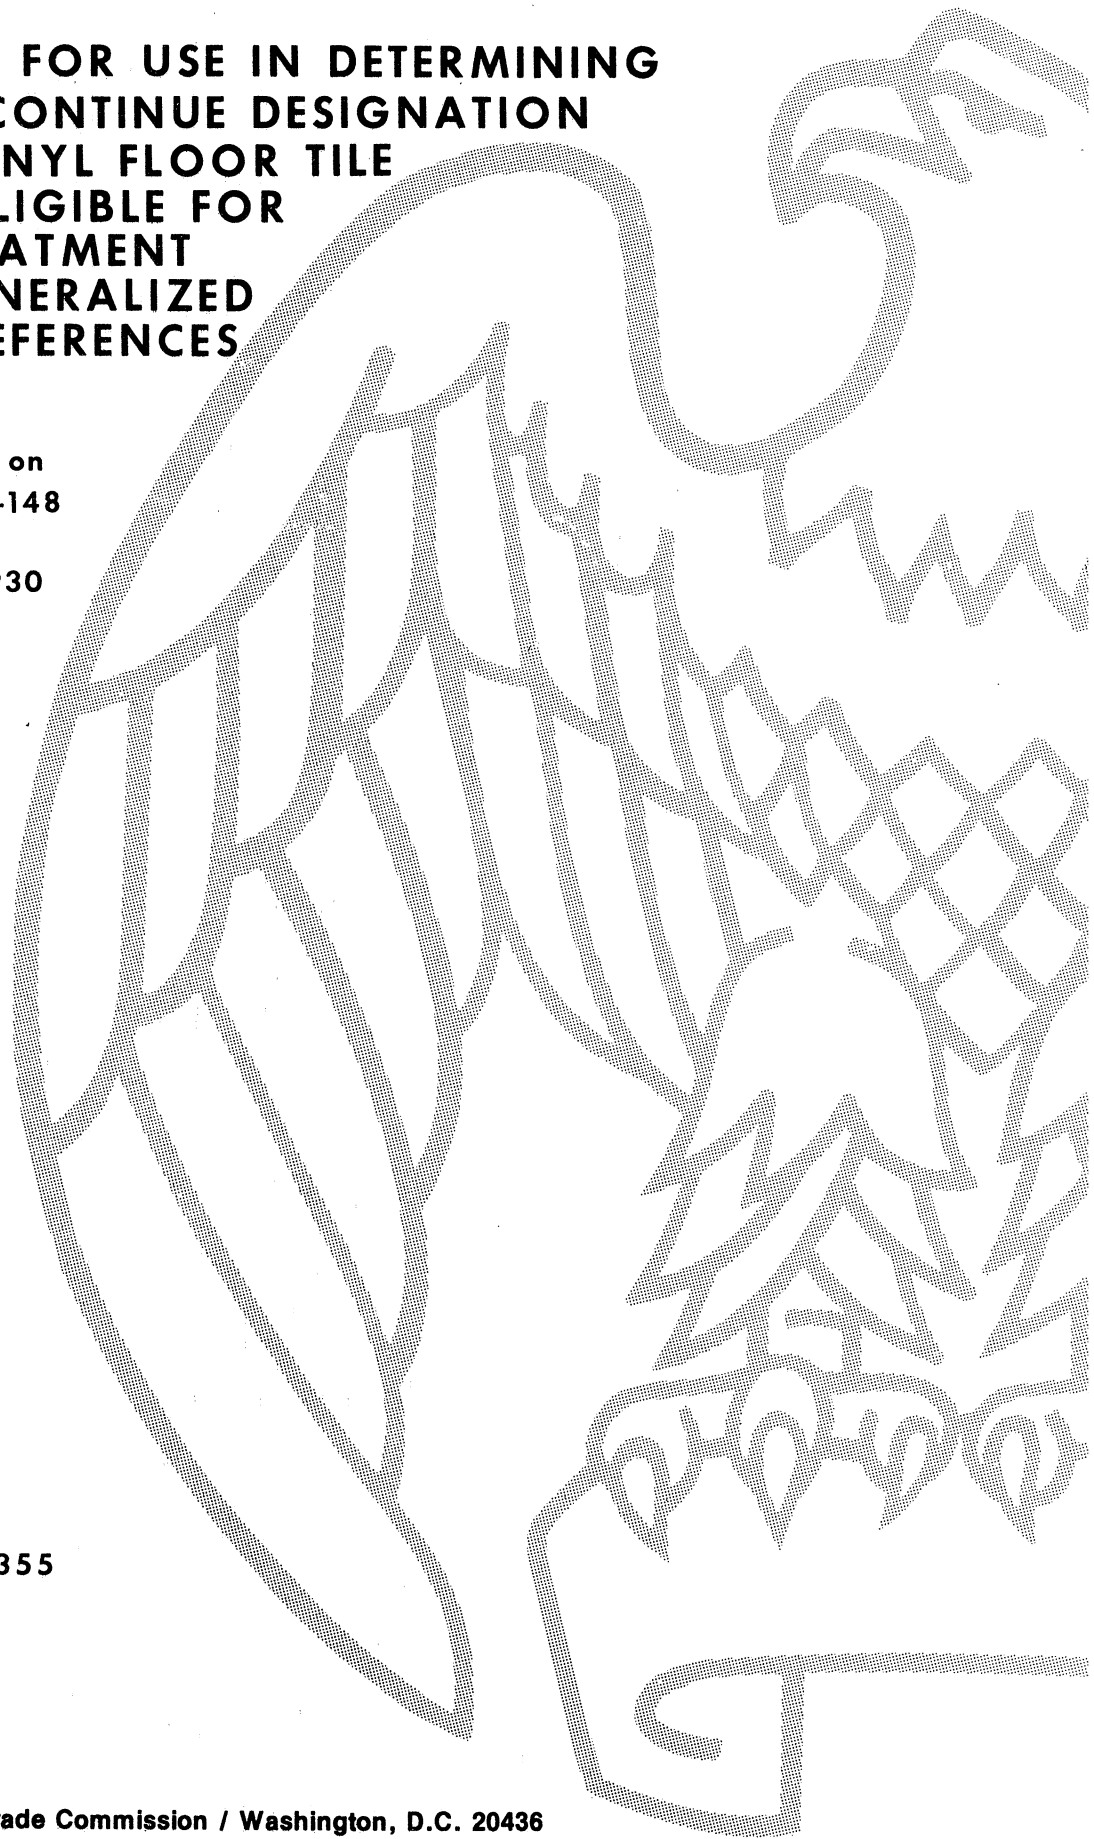 FOR USE IN DETERMINING
CONTINUE DESIGNATION
NYL FLOOR TILE
LIGIBLE FOR
ATMENT
NERALIZED
EFERENCES
on
-148
30
355
ade Commission / Washington, D.C. 20436